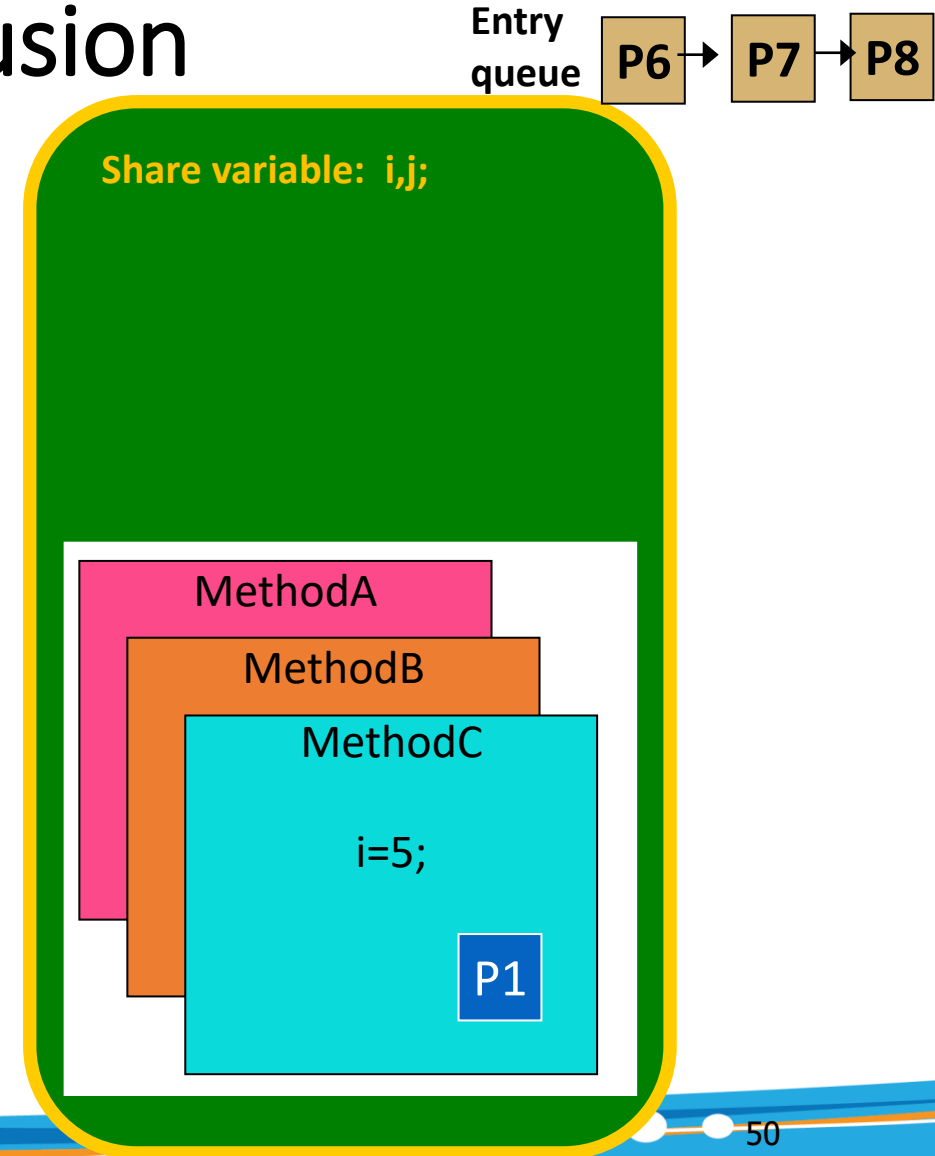 usion
Entry
queue
P6 P7 P8
Share variable: i,j;
MethodA
MethodB
MethodC
i=5;
P1
50